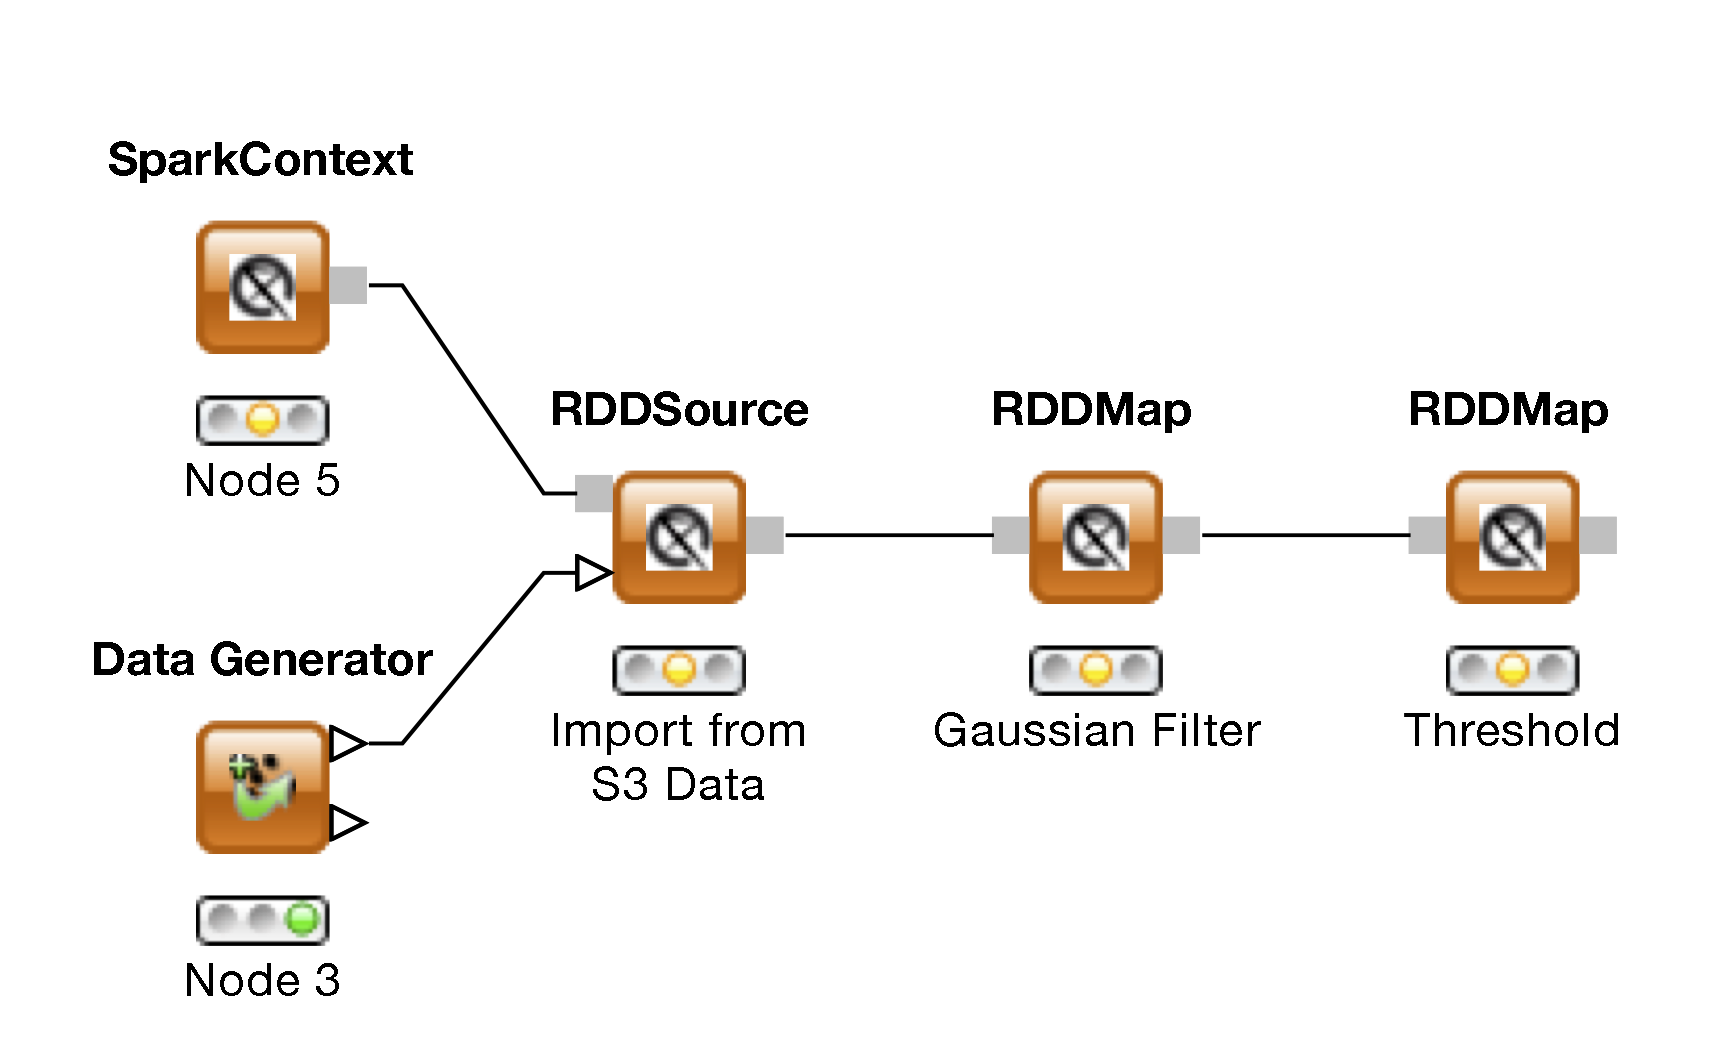 SparkContext
Node 5
RDDSource
Import from
S3 Data
RDDMap
Gaussian Filter
RDDMap
Threshold
Data Generator
Node 3